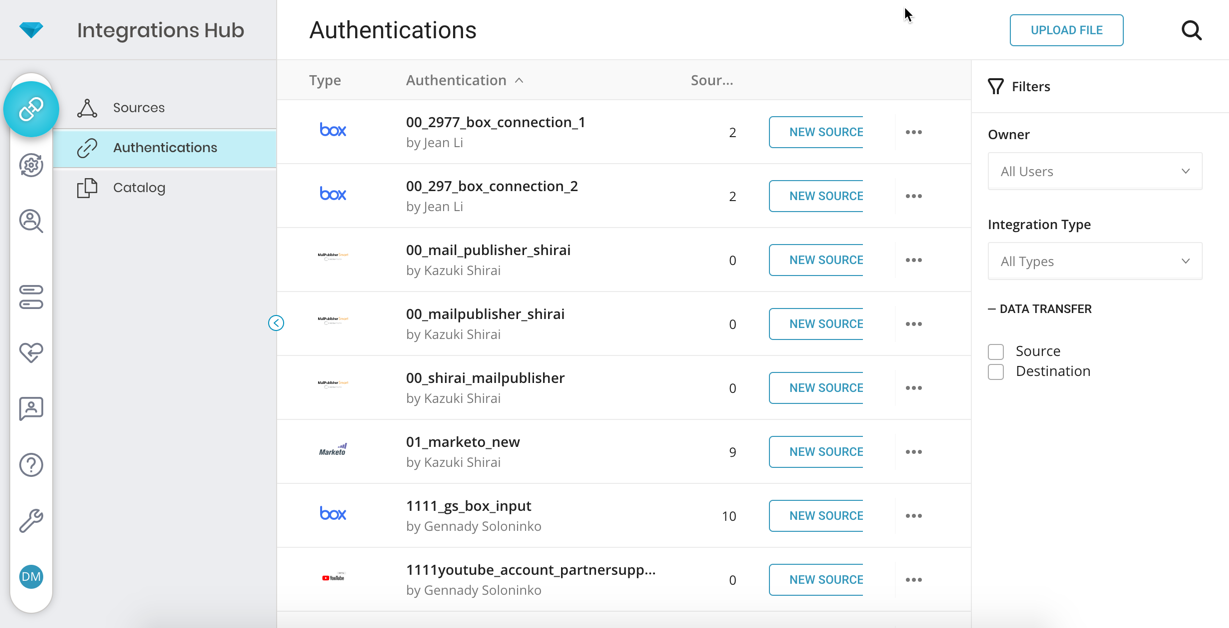 Integrations Hub
Authentications
UPLOAD FILE
Sources
Authentications
Catalog
DM
Type Authentication Sour...
box 00_2977_box_connection_1 2 NEW SOURCE
by Jean Li
box 00_297_box_connection_2 2 NEW SOURCE
by Jean Li
00_mail_publisher_shirai 0 NEW SOURCE
by Kazuki Shirai
00_mailpublisher_shirai 0 NEW SOURCE
by Kazuki Shirai
00_shirai_mailpublisher 0 NEW SOURCE
by Kazuki Shirai
Marketo 01_marketo_new 9 NEW SOURCE
by Kazuki Shirai
box 1111_gs_box_input 10 NEW SOURCE
by Gennady Soloninko
YouTube 1111youtube_account_partnersupp... 0 NEW SOURCE
by Gennady Soloninko
Filters
Owner
All Users
Integration Type
All Types
— DATA TRANSFER
Source
Destination